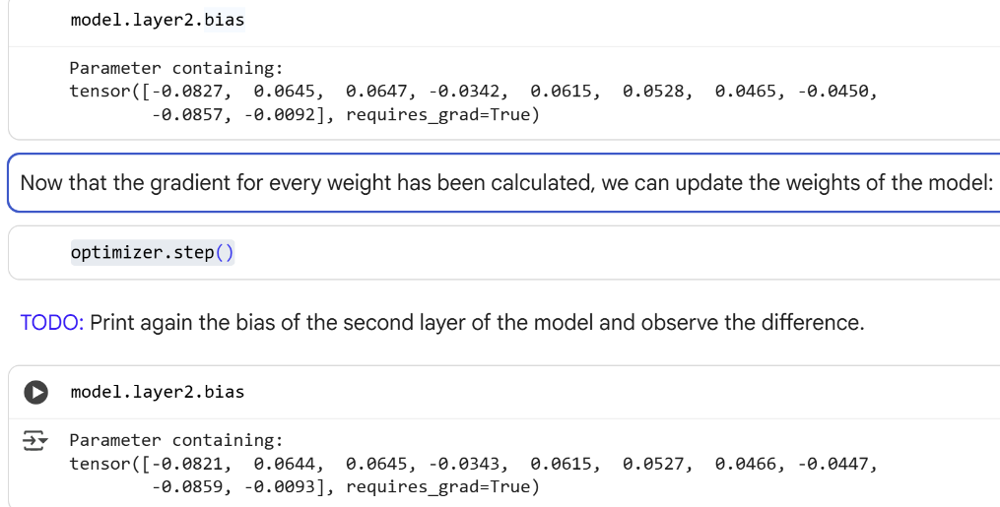 model.layer2.bias
Parameter containing:
tensor([-0.0827,  0.0645,  0.0647, -0.0342,  0.0615,  0.0528,  0.0465, -0.0450,
        -0.0857, -0.0092], requires_grad=True)
Now that the gradient for every weight has been calculated, we can update the weights of the model:
optimizer.step()
TODO: Print again the bias of the second layer of the model and observe the difference.
model.layer2.bias
Parameter containing:
tensor([-0.0821,  0.0644,  0.0645, -0.0343,  0.0615,  0.0527,  0.0466, -0.0447,
        -0.0859, -0.0093], requires_grad=True)